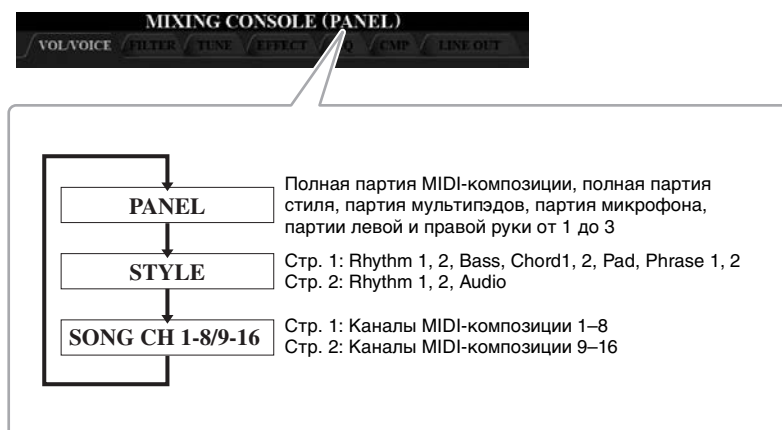 MIXING CONSOLE (PANEL)
VOL/VOICE FILTER TUNE EFFECT EQ CMP LINE OUT
PANEL
Полная партия MIDI-композиции, полная партия
стиля, партия мультипэдов, партия микрофона,
партии левой и правой руки от 1 до 3
STYLE
Стр. 1: Rhythm 1, 2, Bass, Chord1, 2, Pad, Phrase 1, 2
Стр. 2: Rhythm 1, 2, Audio
SONG CH 1-8/9-16
Стр. 1: Каналы MIDI-композиции 1–8
Стр. 2: Каналы MIDI-композиции 9–16